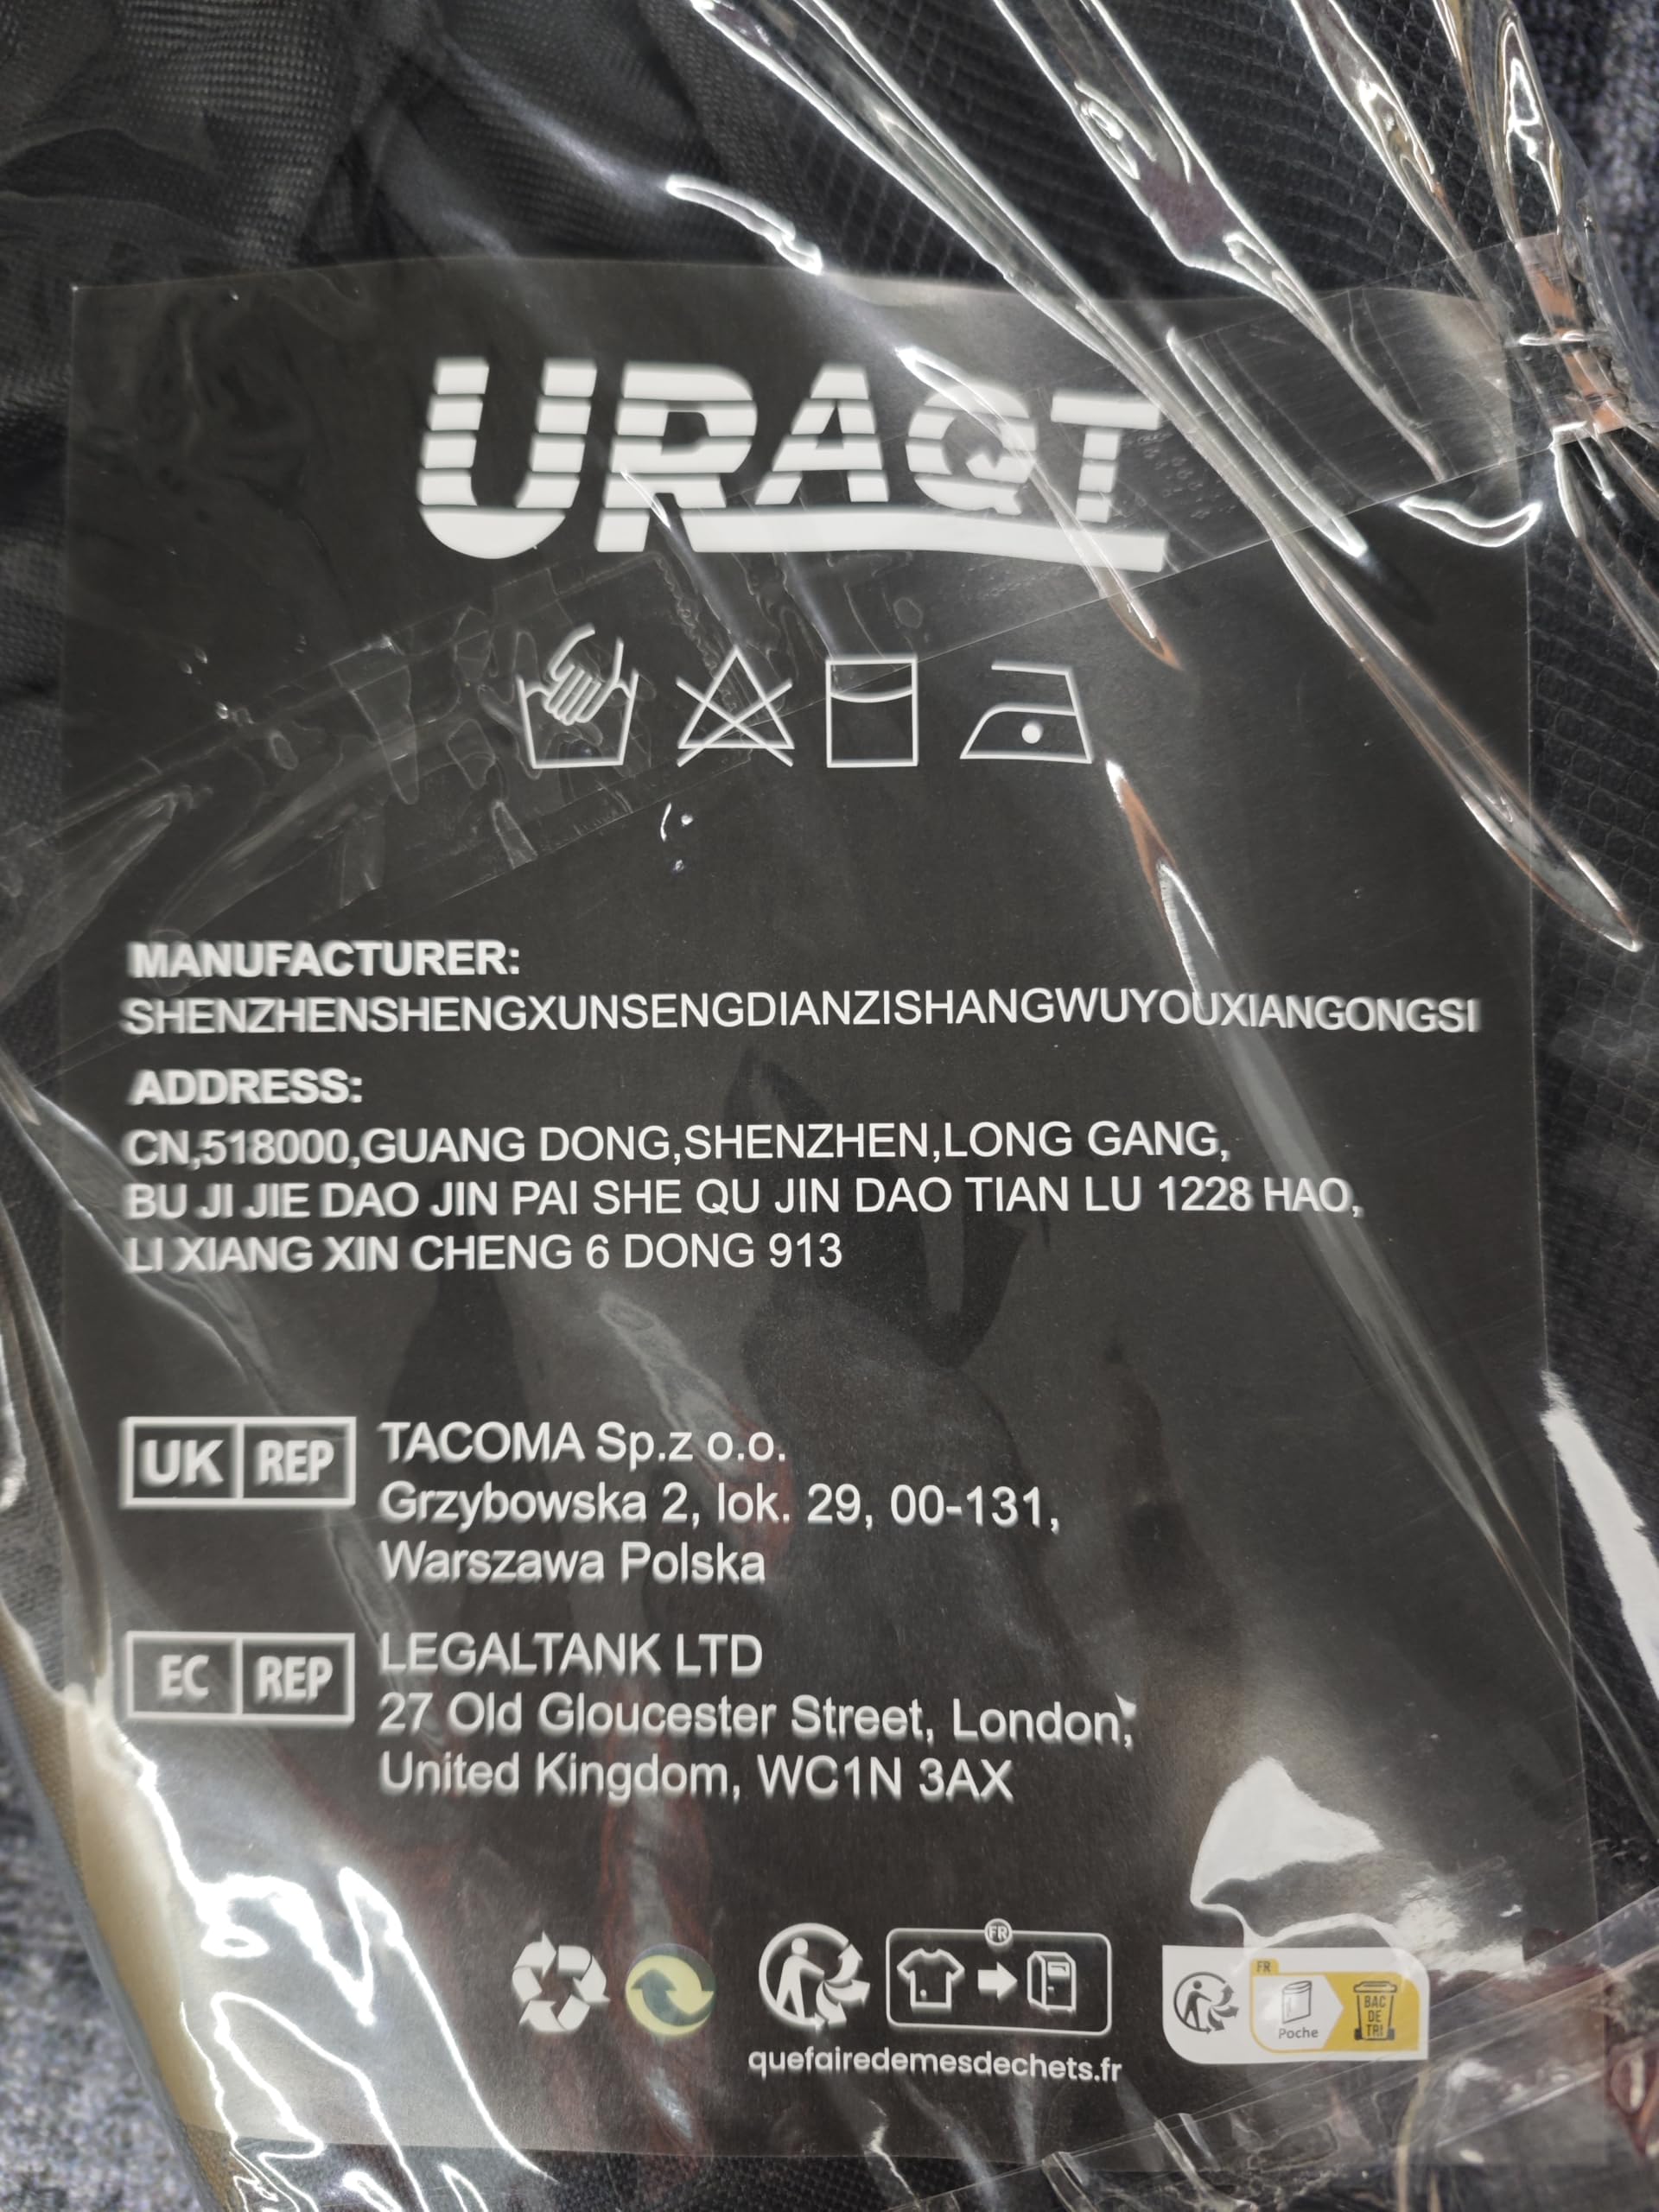 URAQT
MANUFACTURER:
SHENZHENSHENGXUNSENGDIANZISHANGWUYOUXIANGONGSI
ADDRESS:
CN,518000,GUANG DONG,SHENZHEN,LONG GANG,
BU JI JIE DAO JIN PAI SHE QU JIN DAO TIAN LU 1228 HAO,
LI XIANG XIN CHENG 6 DONG 913
UK REP
TACOMA Sp.z o.o.
Grzybowska 2, lok. 29, 00-131,
Warszawa Polska
EC REP
LEGALTANK LTD
27 Old Gloucester Street, London,
United Kingdom, WC1N 3AX
FR
quefairedemesdechets.fr
FR
Poche
BAC
DE
TRI